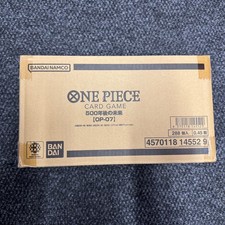 BANDAI NAMCO
ONE PIECE
CARD GAME
500年後の未来
[OP-07]
BAN
DAI
4570118 14552 9